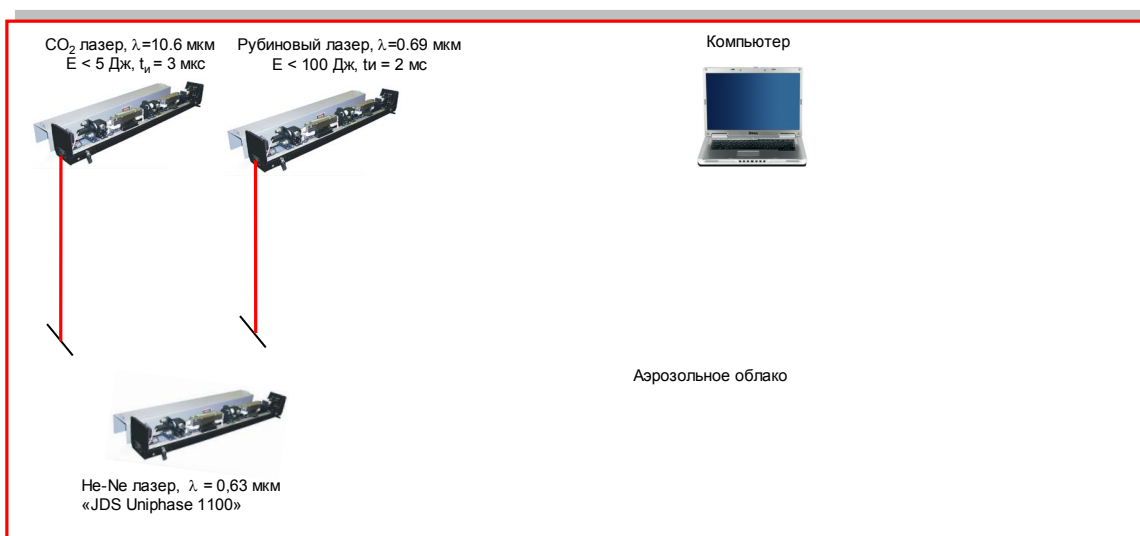 CO₂ лазер, λ=10.6 мкм
E < 5 Дж, tᵢ = 3 мкс
Рубиновый лазер, λ=0.69 мкм
E < 100 Дж, tи = 2 мс
Компьютер
Аэрозольное облако
He-Ne лазер, λ = 0,63 мкм
«JDS Uniphase 1100»